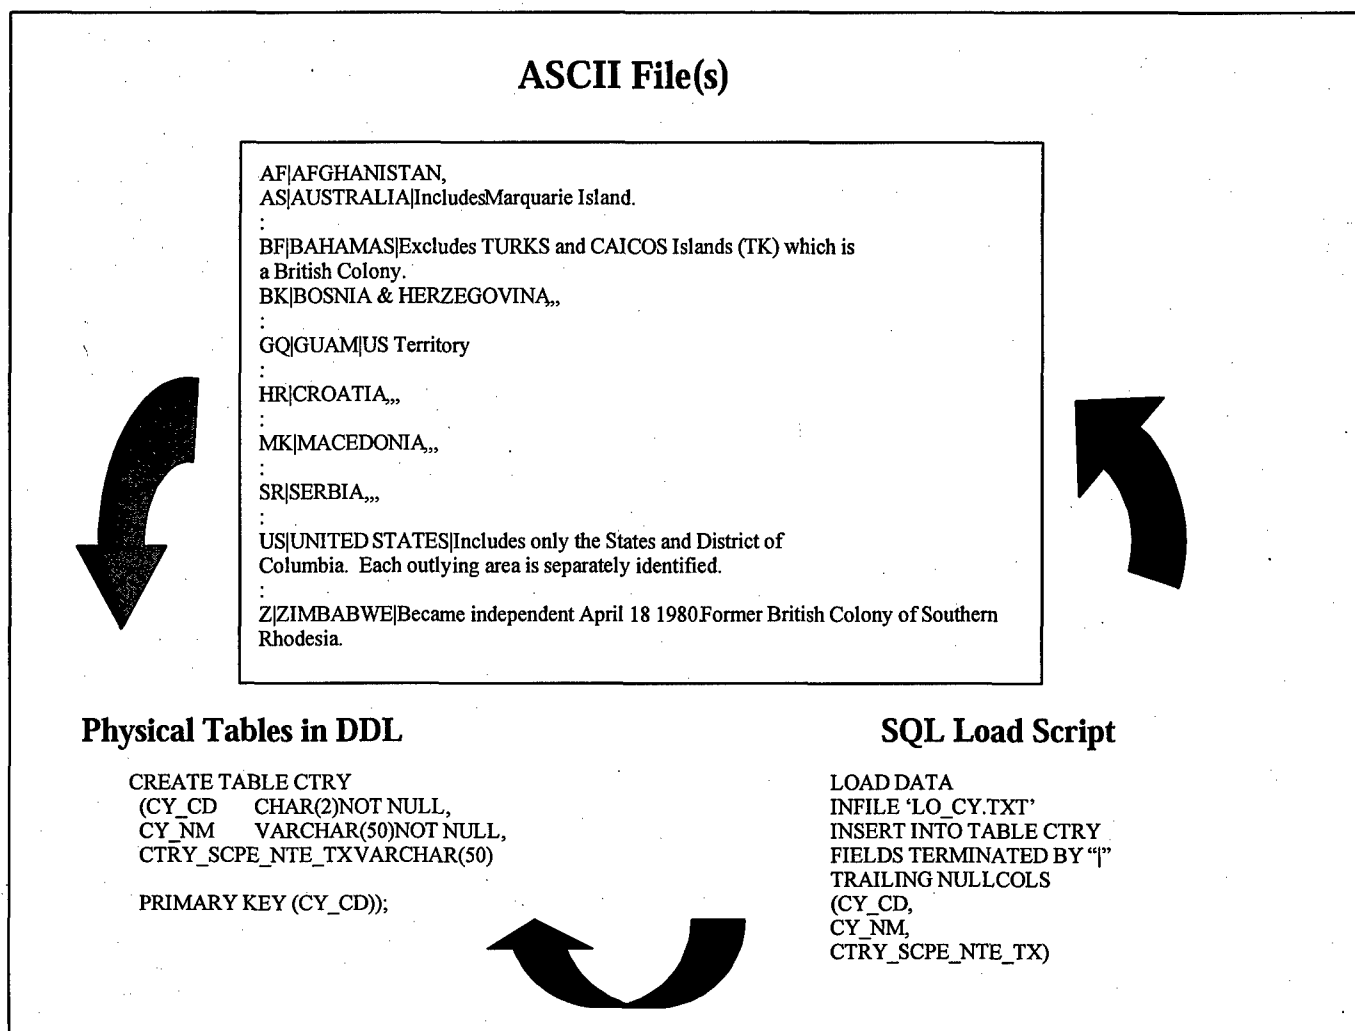 ASCII File(s)
AF|AFGHANISTAN,
AS|AUSTRALIA|IncludesMarquarie Island.
:
BF|BAHAMAS|Excludes TURKS and CAICOS Islands (TK) which is
a British Colony.
BK|BOSNIA & HERZEGOVINA,,,
:
GQ|GUAM|US Territory
:
HR|CROATIA,,,
:
MK|MACEDONIA,,,
:
SR|SERBIA,,,
:
US|UNITED STATES|Includes only the States and District of
Columbia. Each outlying area is separately identified.
:
Z|ZIMBABWE|Became independent April 18 1980.Former British Colony of Southern
Rhodesia.
Physical Tables in DDL
CREATE TABLE CTRY
(CY_CD CHAR(2)NOT NULL,
CY_NM VARCHAR(50)NOT NULL,
CTRY_SCPE_NTE_TXVARCHAR(50)
PRIMARY KEY (CY_CD));
SQL Load Script
LOAD DATA
INFILE ‘LO_CY.TXT’
INSERT INTO TABLE CTRY
FIELDS TERMINATED BY “|”
TRAILING NULLCOLS
(CY_CD,
CY_NM,
CTRY_SCPE_NTE_TX)